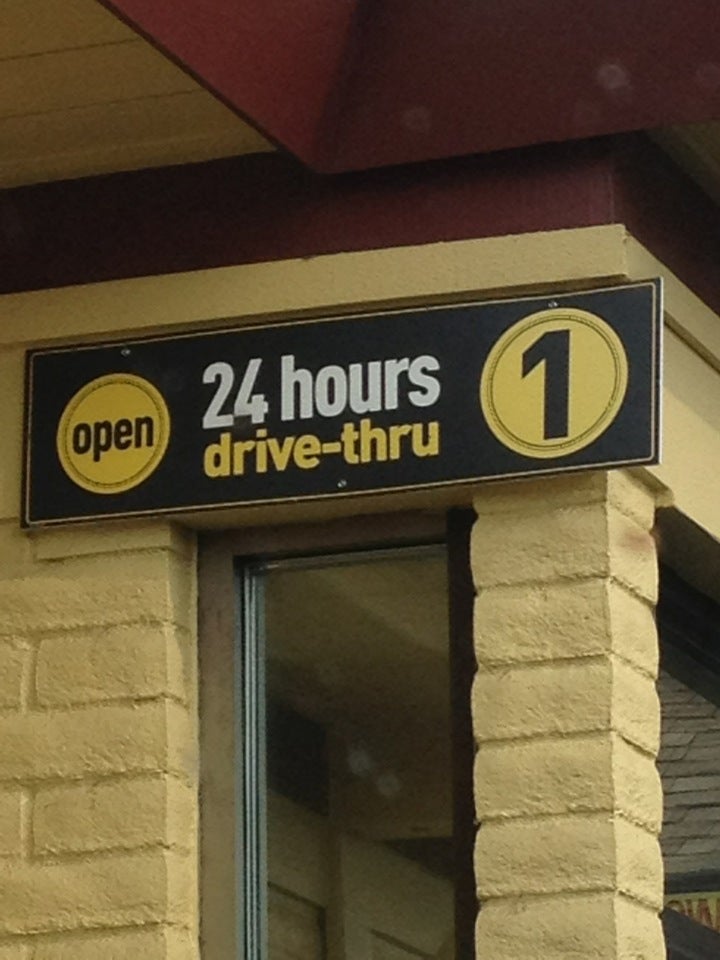 open
24 hours
drive-thru
1